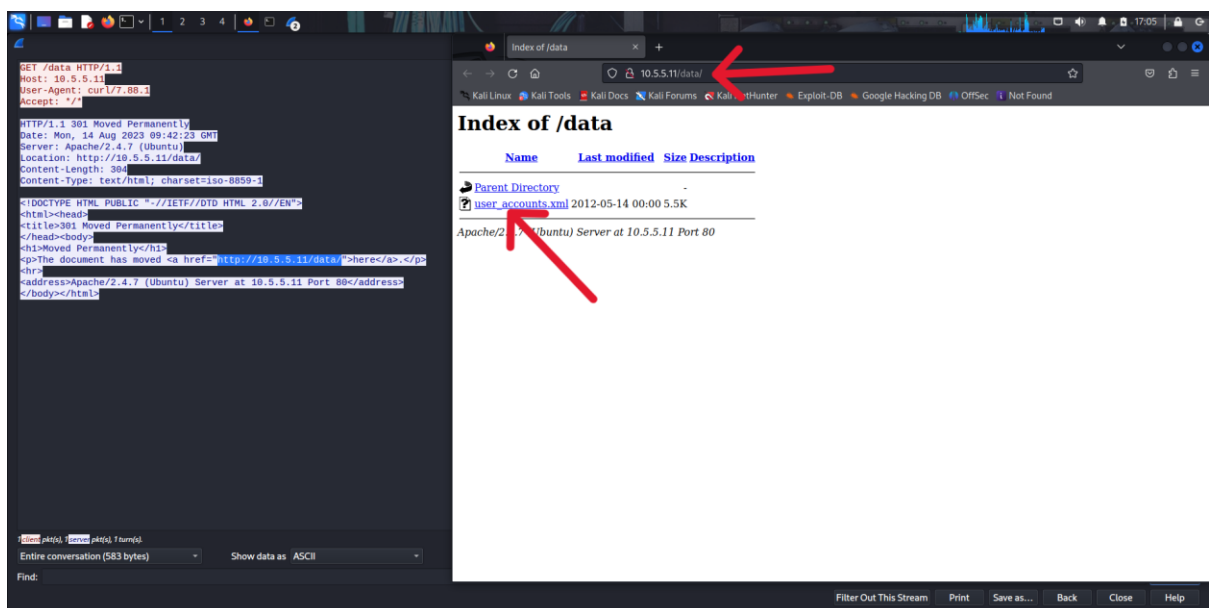 1 2 3 4
17:05
GET /data HTTP/1.1
Host: 10.5.5.11
User-Agent: curl/7.88.1
Accept: */*
HTTP/1.1 301 Moved Permanently
Date: Mon, 14 Aug 2023 09:42:23 GMT
Server: Apache/2.4.7 (Ubuntu)
Location: http://10.5.5.11/data/
Content-Length: 304
Content-Type: text/html; charset=iso-8859-1
<!DOCTYPE HTML PUBLIC "-//IETF//DTD HTML 2.0//EN">
<html><head>
<title>301 Moved Permanently</title>
</head><body>
<h1>Moved Permanently</h1>
<p>The document has moved <a href="http://10.5.5.11/data/">here</a>.</p>
<hr>
<address>Apache/2.4.7 (Ubuntu) Server at 10.5.5.11 Port 80</address>
</body></html>
1 client pkt(s), 1 server pkt(s), 1 turn(s).
Entire conversation (583 bytes)
Show data as ASCII
Find:
Index of /data
10.5.5.11/data/
Kali Linux Kali Tools Kali Docs Kali Forums Kali NetHunter Exploit-DB Google Hacking DB OffSec Not Found
Index of /data
Name Last modified Size Description
Parent Directory -
user_accounts.xml 2012-05-14 00:00 5.5K
Apache/2.4.7 (Ubuntu) Server at 10.5.5.11 Port 80
Filter Out This Stream Print Save as... Back Close Help